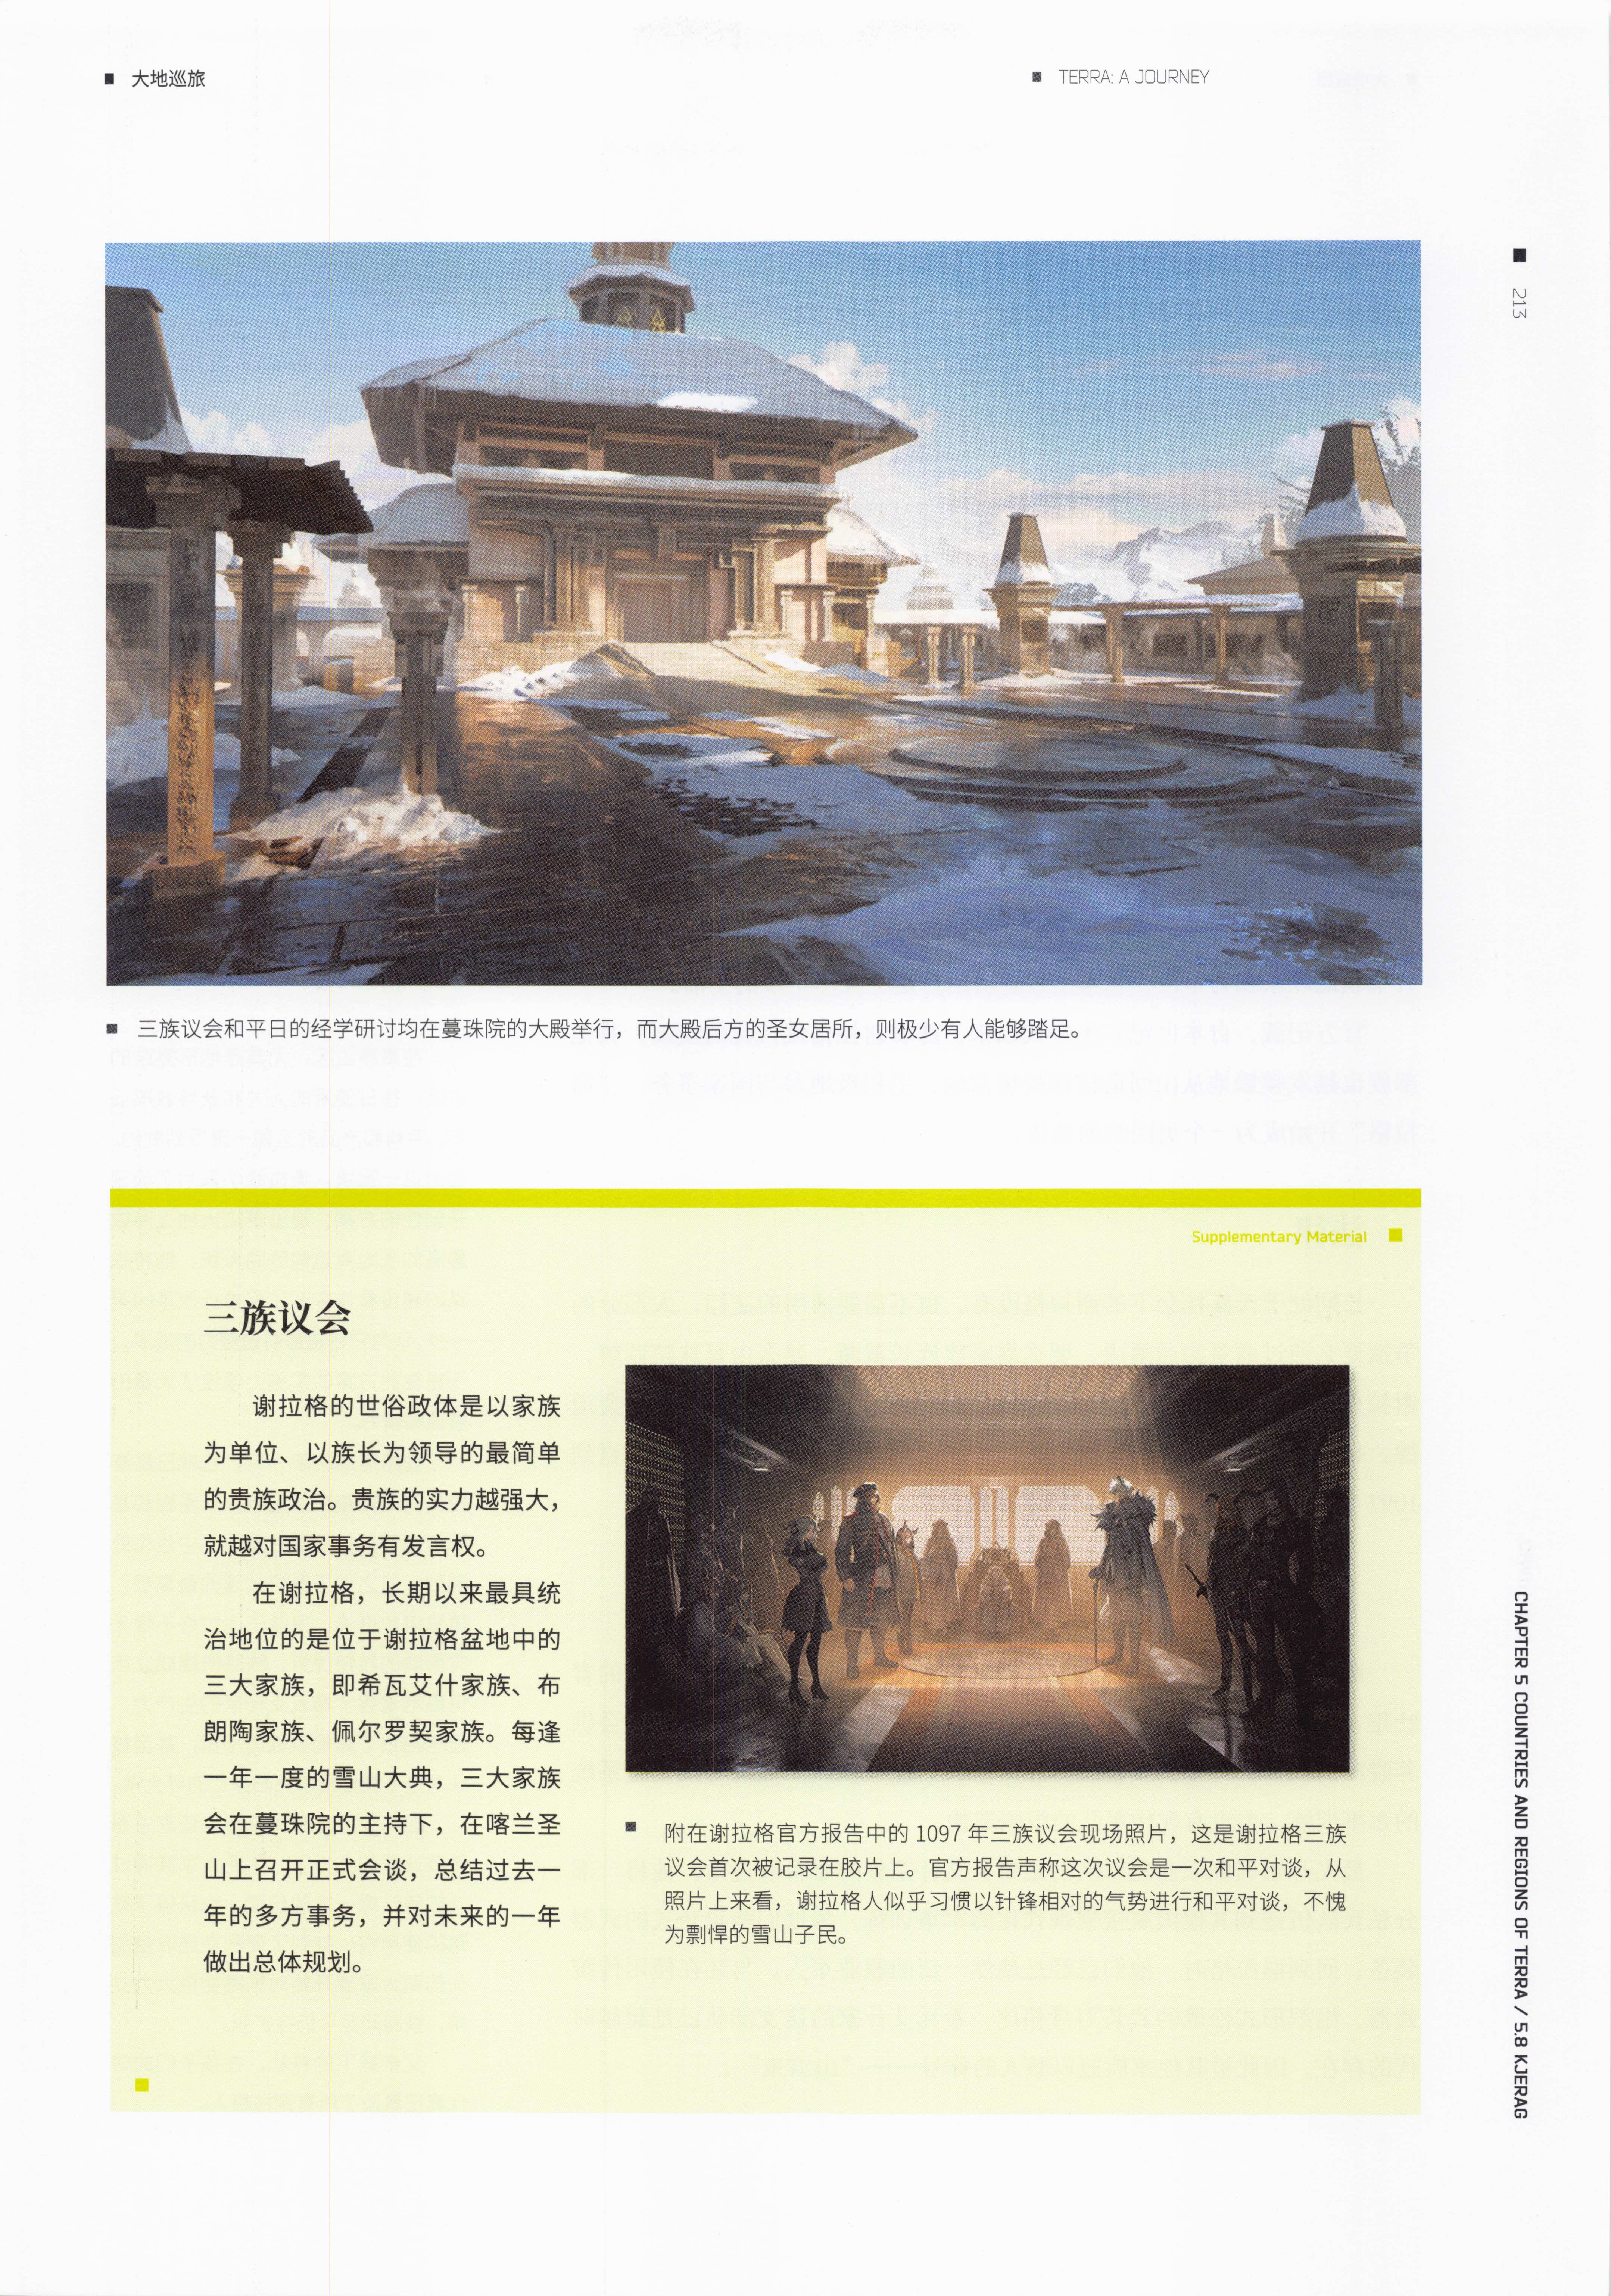 大地巡旅
TERRA: A JOURNEY
213
三族议会和平日的经学研讨均在蔓珠院的大殿举行，而大殿后方的圣女居所，则极少有人能够踏足。
Supplementary Material
三族议会
谢拉格的世俗政体是以家族
为单位、以族长为领导的最简单
的贵族政治。贵族的实力越强大，
就越对国家事务有发言权。
在谢拉格，长期以来最具统
治地位的是位于谢拉格盆地中的
三大家族，即希瓦艾什家族、布
朗陶家族、佩尔罗契家族。每逢
一年一度的雪山大典，三大家族
会在蔓珠院的主持下，在喀兰圣
山上召开正式会谈，总结过去一
年的多方事务，并对未来的一年
做出总体规划。
附在谢拉格官方报告中的 1097 年三族议会现场照片，这是谢拉格三族
议会首次被记录在胶片上。官方报告声称这次议会是一次和平对谈，从
照片上来看，谢拉格人似乎习惯以针锋相对的气势进行和平对谈，不愧
为剽悍的雪山子民。
CHAPTER 5 COUNTRIES AND REGIONS OF TERRA / 5.8 KJERAG